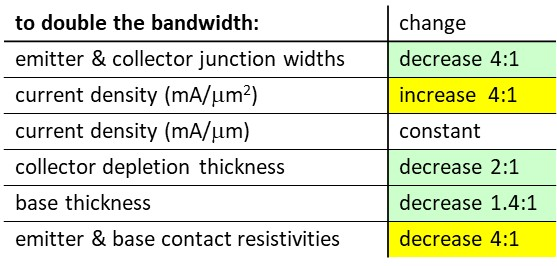 to double the bandwidth: change
emitter & collector junction widths decrease 4:1
current density (mA/μm²) increase 4:1
current density (mA/μm) constant
collector depletion thickness decrease 2:1
base thickness decrease 1.4:1
emitter & base contact resistivities decrease 4:1